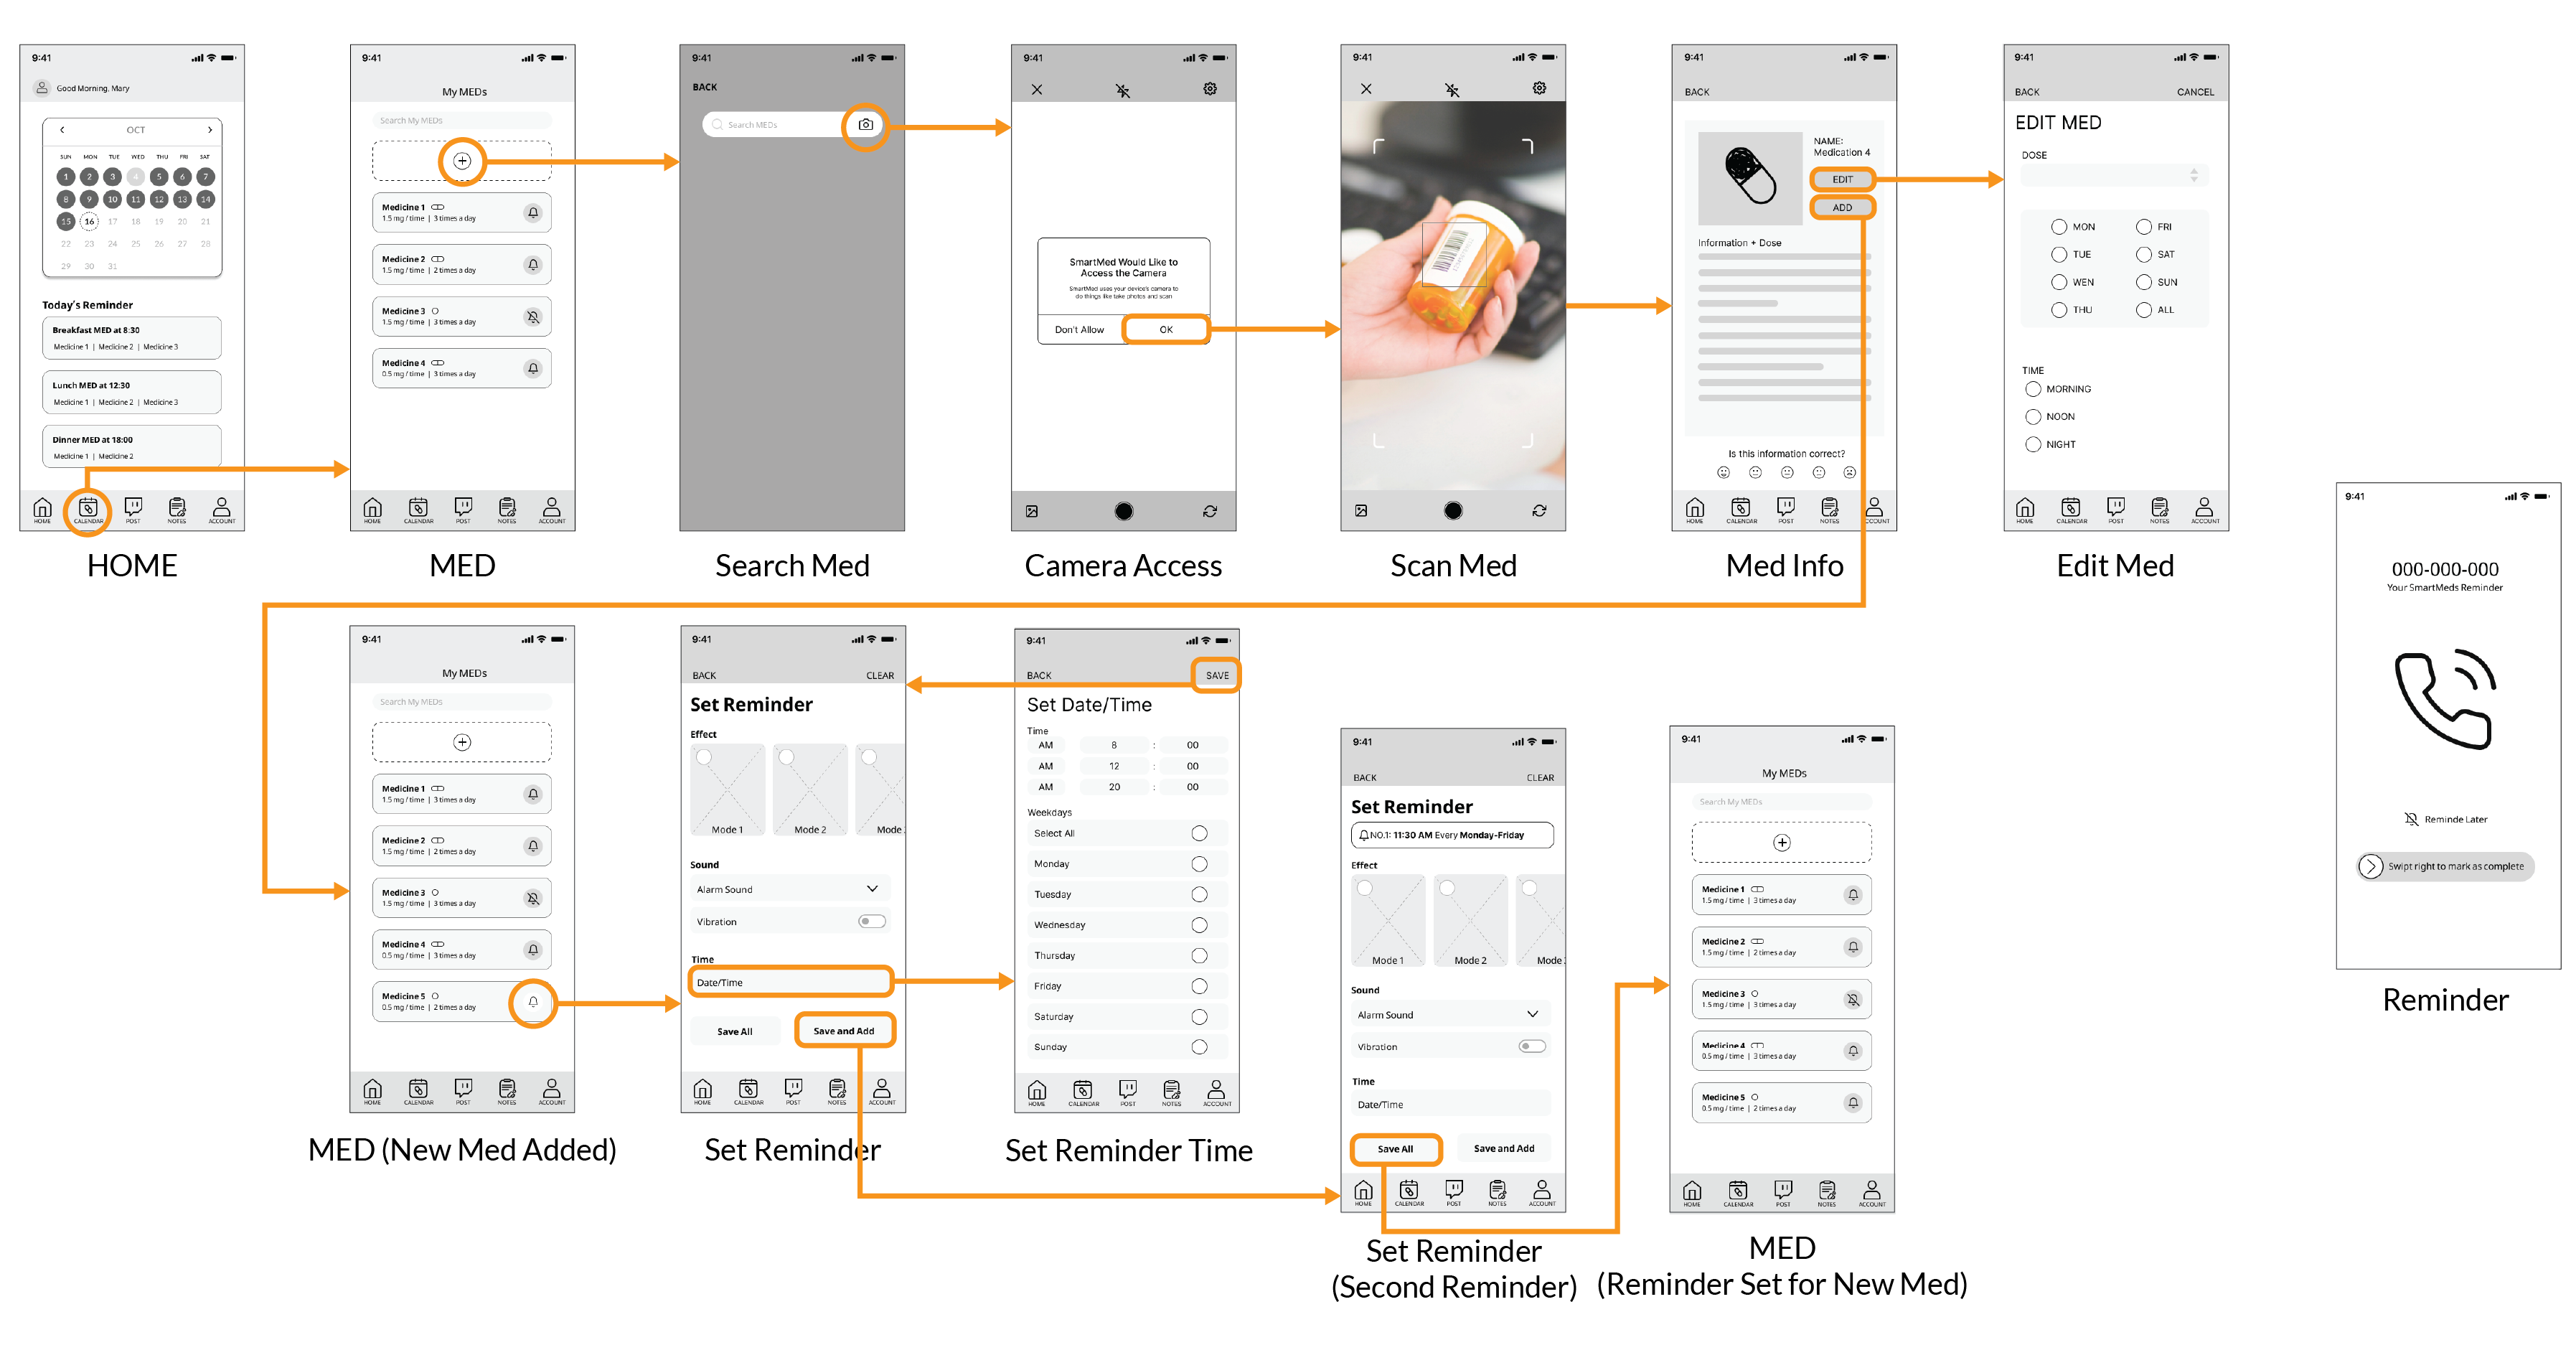 9:41
Good Morning, Mary
OCT
SUN MON TUE WED THU FRI SAT
1 2 3 4 5 6 7
8 9 10 11 12 13 14
15 16 17 18 19 20 21
22 23 24 25 26 27 28
29 30 31
Today's Reminder
Breakfast MED at 8:30
Medicine 1 | Medicine 2 | Medicine 3
Lunch MED at 12:30
Medicine 1 | Medicine 2 | Medicine 3
Dinner MED at 18:00
Medicine 1 | Medicine 2
HOME CALENDAR POST NOTES ACCOUNT
HOME
9:41
My MEDs
Search My MEDs
Medicine 1
1.5 mg / time | 3 times a day
Medicine 2
1.5 mg / time | 2 times a day
Medicine 3
1.5 mg / time | 3 times a day
Medicine 4
0.5 mg / time | 3 times a day
HOME CALENDAR POST NOTES ACCOUNT
MED
9:41
BACK
Search MEDs
Search Med
9:41
SmartMed Would Like to
Access the Camera
SmartMed uses your device's camera to
do things like take photos and scan
Don't Allow OK
Camera Access
9:41
Scan Med
9:41
BACK
NAME:
Medication 4
EDIT
ADD
Information + Dose
Is this information correct?
HOME CALENDAR POST NOTES ACCOUNT
Med Info
9:41
BACK CANCEL
EDIT MED
DOSE
MON FRI
TUE SAT
WEN SUN
THU ALL
TIME
MORNING
NOON
NIGHT
HOME CALENDAR POST NOTES ACCOUNT
Edit Med
9:41
000-000-000
Your SmartMeds Reminder
Reminde Later
Swipt right to mark as complete
Reminder
9:41
My MEDs
Search My MEDs
Medicine 1
1.5 mg / time | 3 times a day
Medicine 2
1.5 mg / time | 2 times a day
Medicine 3
1.5 mg / time | 3 times a day
Medicine 4
0.5 mg / time | 3 times a day
Medicine 5
0.5 mg / time | 2 times a day
HOME CALENDAR POST NOTES ACCOUNT
MED (New Med Added)
9:41
BACK CLEAR
Set Reminder
Effect
Mode 1 Mode 2 Mode
Sound
Alarm Sound
Vibration
Time
Date/Time
Save All Save and Add
HOME CALENDAR POST NOTES ACCOUNT
Set Reminder
9:41
BACK SAVE
Set Date/Time
Time
AM 8 : 00
AM 12 : 00
AM 20 : 00
Weekdays
Select All
Monday
Tuesday
Wednesday
Thursday
Friday
Saturday
Sunday
HOME CALENDAR POST NOTES ACCOUNT
Set Reminder Time
9:41
BACK CLEAR
Set Reminder
NO.1: 11:30 AM Every Monday-Friday
Effect
Mode 1 Mode 2 Mode
Sound
Alarm Sound
Vibration
Time
Date/Time
Save All Save and Add
HOME CALENDAR POST NOTES ACCOUNT
Set Reminder
(Second Reminder)
9:41
My MEDs
Search My MEDs
Medicine 1
1.5 mg / time | 3 times a day
Medicine 2
1.5 mg / time | 2 times a day
Medicine 3
1.5 mg / time | 3 times a day
Medicine 4
0.5 mg / time | 3 times a day
Medicine 5
0.5 mg / time | 2 times a day
HOME CALENDAR POST NOTES ACCOUNT
MED
(Reminder Set for New Med)